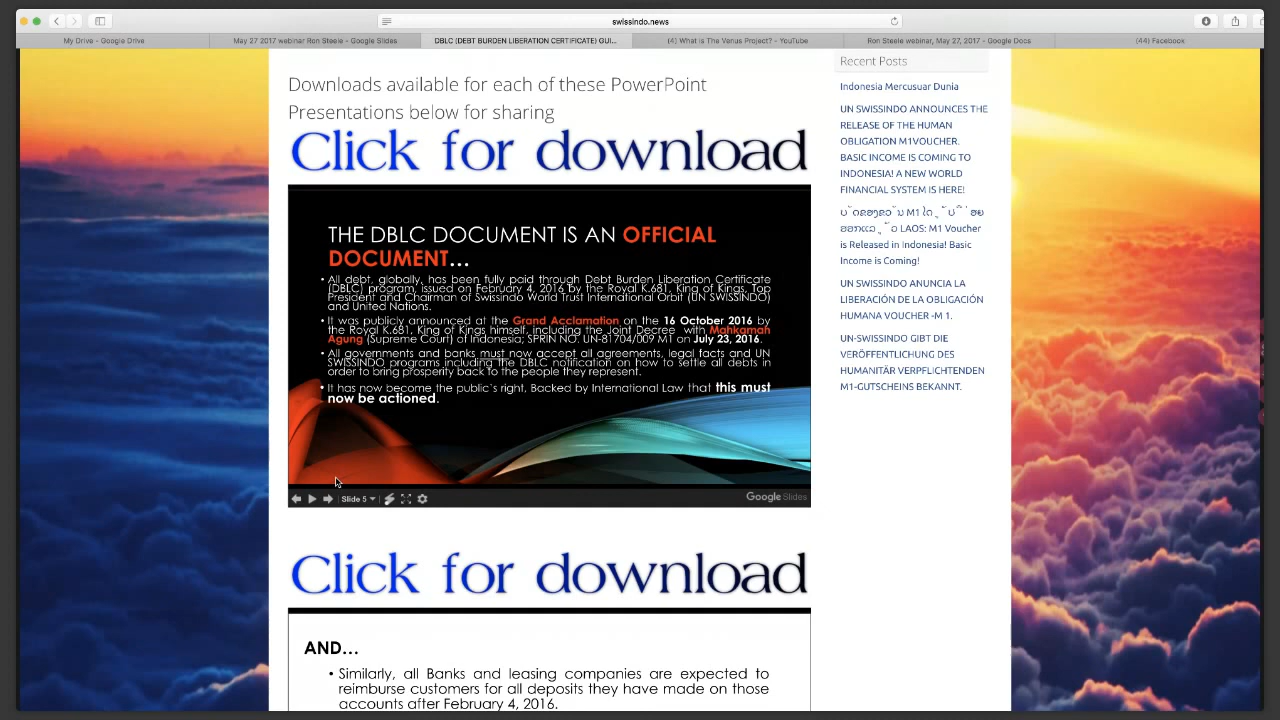 swissindo.news
My Drive - Google Drive
May 27 2017 webinar Ron Steele - Google Slides
DBLC (DEBT BURDEN LIBERATION CERTIFICATE) GUI...
(4) What is The Venus Project? - YouTube
Ron Steele webinar, May 27, 2017 - Google Docs
(44) Facebook
Downloads available for each of these PowerPoint
Presentations below for sharing
Click for download
THE DBLC DOCUMENT IS AN OFFICIAL
DOCUMENT...
• All debt, globally, has been fully paid through Debt Burden Liberation Certificate
(DBLC) program, issued on February 4, 2016 by the Royal K.681, King of Kings, Top
President and Chairman of Swissindo World Trust International Orbit (UN SWISSINDO)
and United Nations.
• It was publicly announced at the Grand Acclamation on the 16 October 2016 by
the Royal K.681, King of Kings himself, including the Joint Decree with Mahkamah
Agung (Supreme Court) of Indonesia; SPRIN NO. UN-81704/009 M1 on July 23, 2016.
• All governments and banks must now accept all agreements, legal facts and UN
SWISSINDO programs including the DBLC notification on how to settle all debts in
order to bring prosperity back to the people they represent.
• It has now become the public's right, Backed by International Law that this must
now be actioned.
Slide 5
Google Slides
Click for download
AND...
• Similarly, all Banks and leasing companies are expected to
reimburse customers for all deposits they have made on those
accounts after February 4, 2016.
Recent Posts
Indonesia Mercusuar Dunia
UN SWISSINDO ANNOUNCES THE
RELEASE OF THE HUMAN
OBLIGATION M1VOUCHER.
BASIC INCOME IS COMING TO
INDONESIA! A NEW WORLD
FINANCIAL SYSTEM IS HERE!
M1
LAOS: M1 Voucher
is Released in Indonesia! Basic
Income is Coming!
UN SWISSINDO ANUNCIA LA
LIBERACIÓN DE LA OBLIGACIÓN
HUMANA VOUCHER -M 1.
UN-SWISSINDO GIBT DIE
VERÖFFENTLICHUNG DES
HUMANITÄR VERPFLICHTENDEN
M1-GUTSCHEINS BEKANNT.